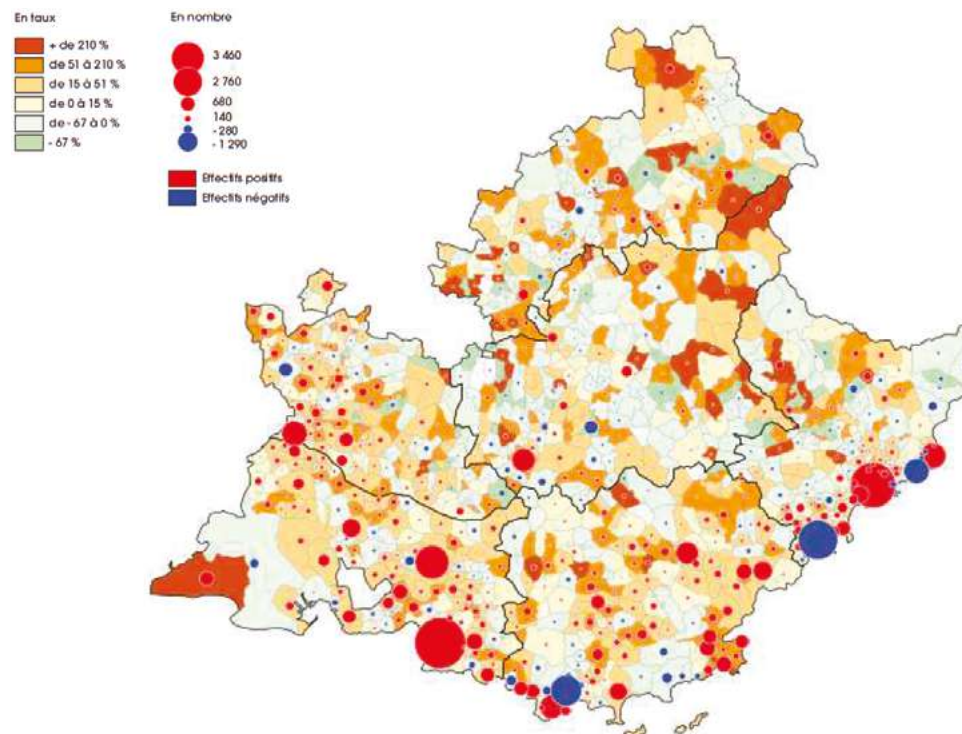 En taux
+ de 210 %
de 51 à 210 %
de 15 à 51 %
de 0 à 15 %
de - 67 à 0 %
- 67 %
En nombre
3 460
2 760
680
140
- 280
- 1 290
Effectifs positifs
Effectifs négatifs